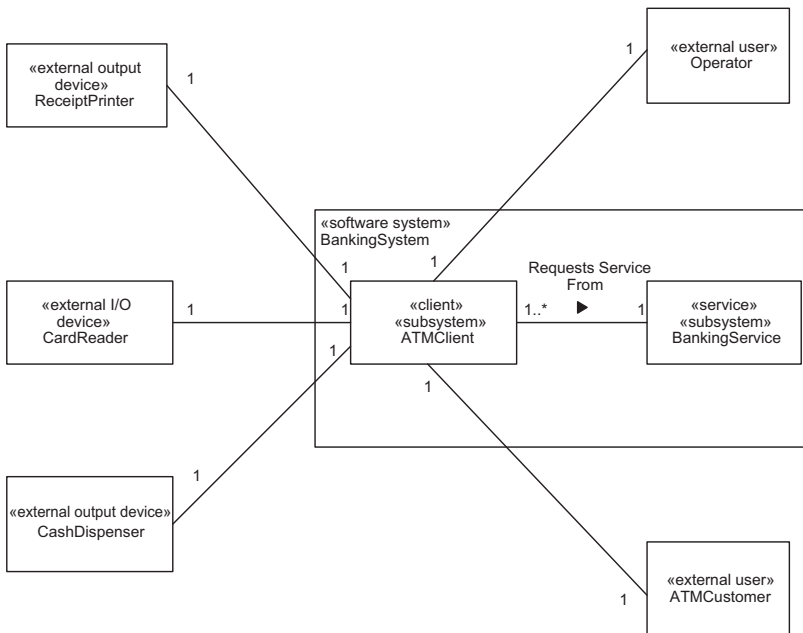 «external output
device»
ReceiptPrinter
1
«external user»
Operator
1
«software system»
BankingSystem
1
1
Requests Service
From
«external I/O
device»
CardReader
1
1
«client»
«subsystem»
ATMClient
1..*
1
«service»
«subsystem»
BankingService
1
1
1
«external output device»
CashDispenser
1
«external user»
ATMCustomer